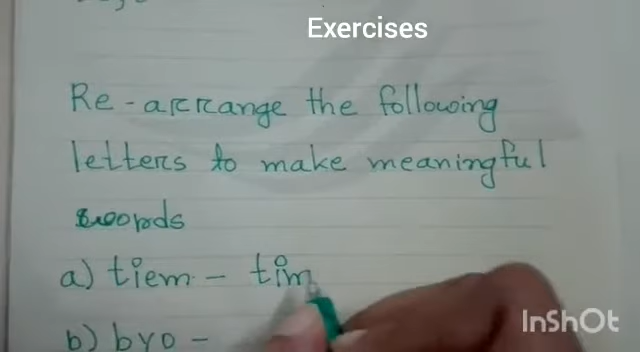 Exercises
Re-arrange the following
letters to make meaningful
words
a) tiem - tim
b) byo -
InShOt